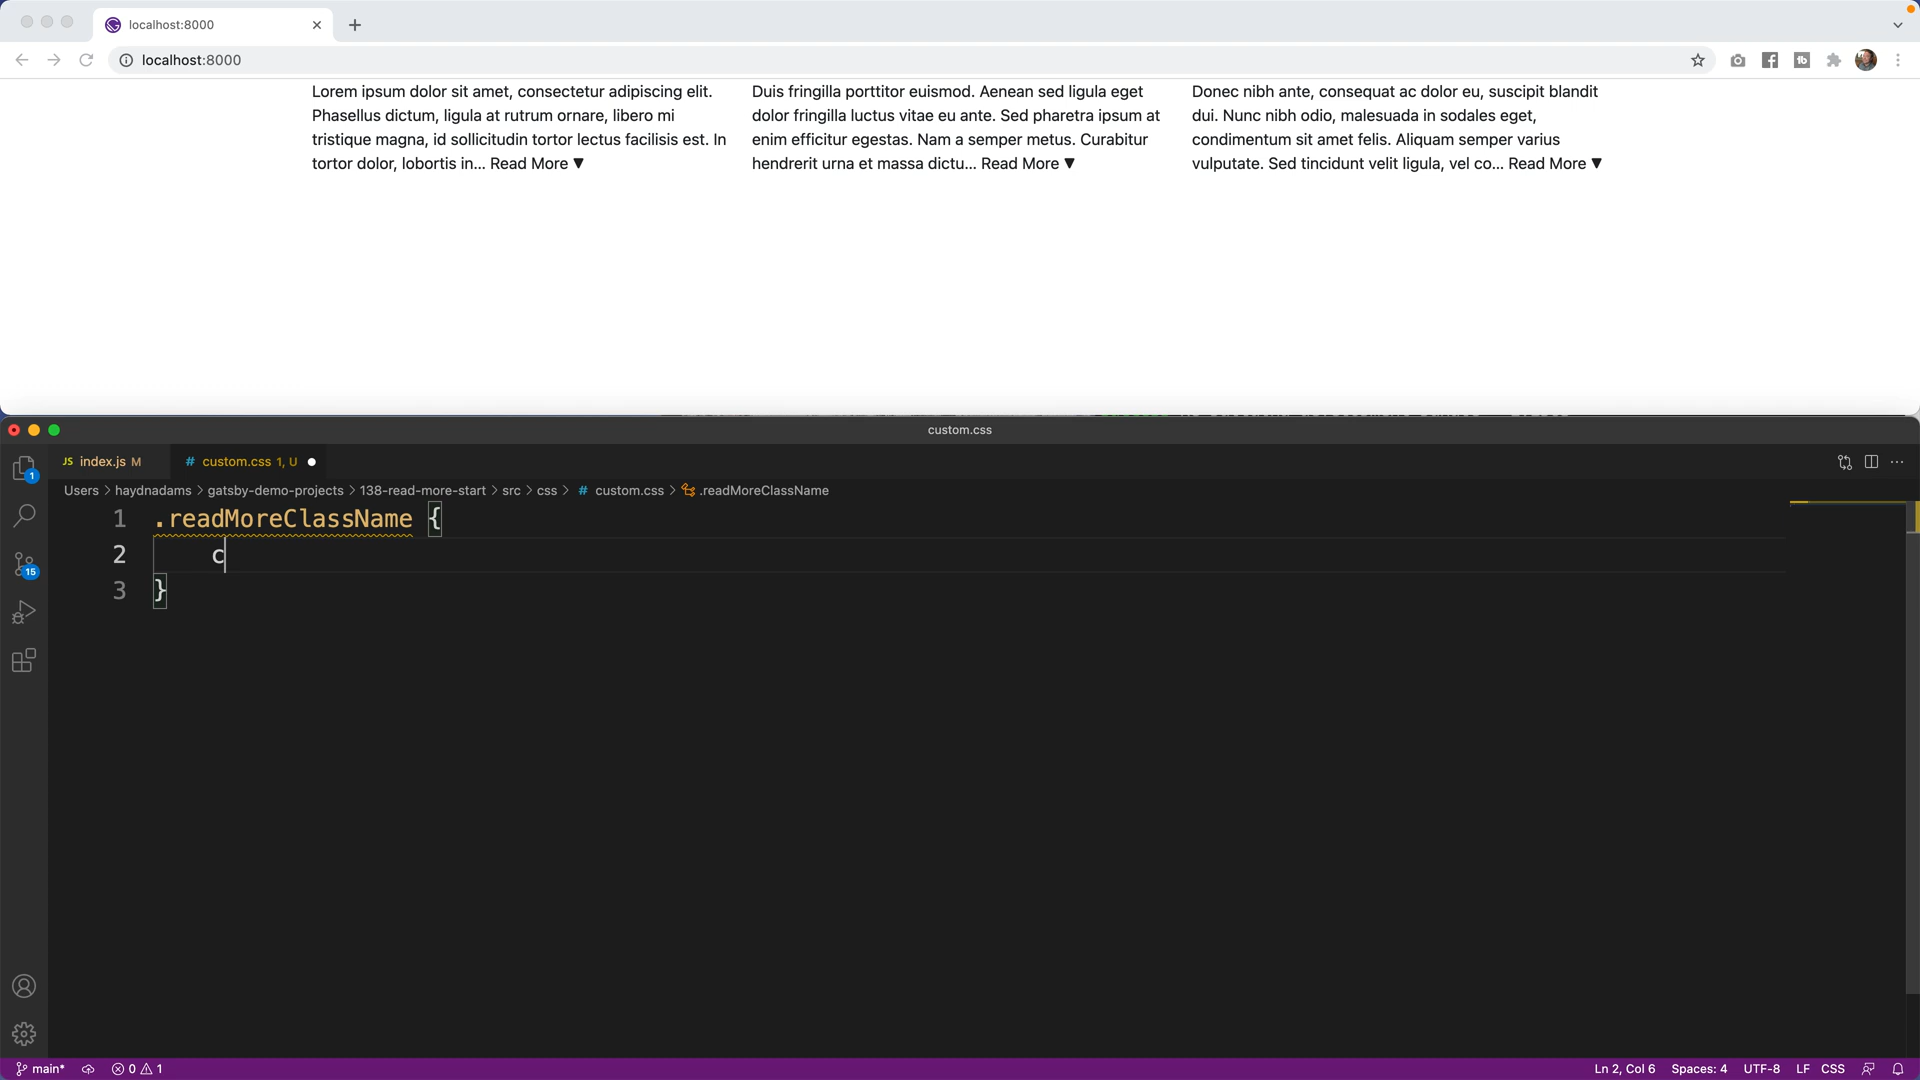 localhost:8000
localhost:8000
Lorem ipsum dolor sit amet, consectetur adipiscing elit.
Phasellus dictum, ligula at rutrum ornare, libero mi
tristique magna, id sollicitudin tortor lectus facilisis est. In
tortor dolor, lobortis in... Read More ▼
Duis fringilla porttitor euismod. Aenean sed ligula eget
dolor fringilla luctus vitae eu ante. Sed pharetra ipsum at
enim efficitur egestas. Nam a semper metus. Curabitur
hendrerit urna et massa dictu... Read More ▼
Donec nibh ante, consequat ac dolor eu, suscipit blandit
dui. Nunc nibh odio, malesuada in sodales eget,
condimentum sit amet felis. Aliquam semper varius
vulputate. Sed tincidunt velit ligula, vel co... Read More ▼
custom.css
JS index.js M
# custom.css 1, U
Users > haydnadams > gatsby-demo-projects > 138-read-more-start > src > css > # custom.css > .readMoreClassName
1 .readMoreClassName {
2 c
3 }
1
15
main* 0 1
Ln 2, Col 6 Spaces: 4 UTF-8 LF CSS